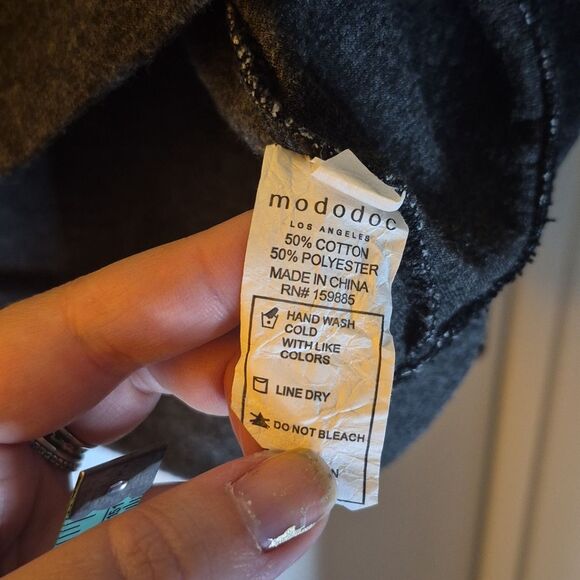 mododoc
LOS ANGELES
50% COTTON
50% POLYESTER
MADE IN CHINA
RN# 159885
HAND WASH
COLD
WITH LIKE
COLORS
LINE DRY
DO NOT BLEACH